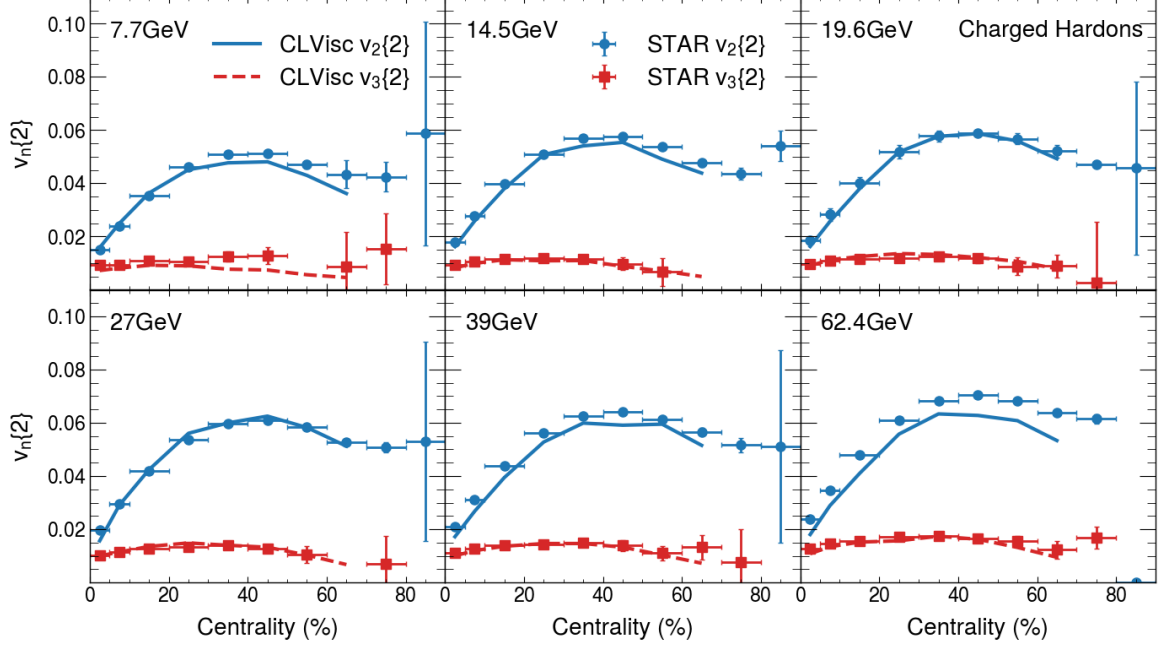 7.7GeV
CLVisc v₂{2}
CLVisc v₃{2}
14.5GeV
STAR v₂{2}
STAR v₃{2}
19.6GeV
Charged Hardons
vₙ{2}
0.10
0.08
0.06
0.04
0.02
27GeV
39GeV
62.4GeV
vₙ{2}
0.10
0.08
0.06
0.04
0.02
0 20 40 60 80 0 20 40 60 80 0 20 40 60 80
Centrality (%) Centrality (%) Centrality (%)